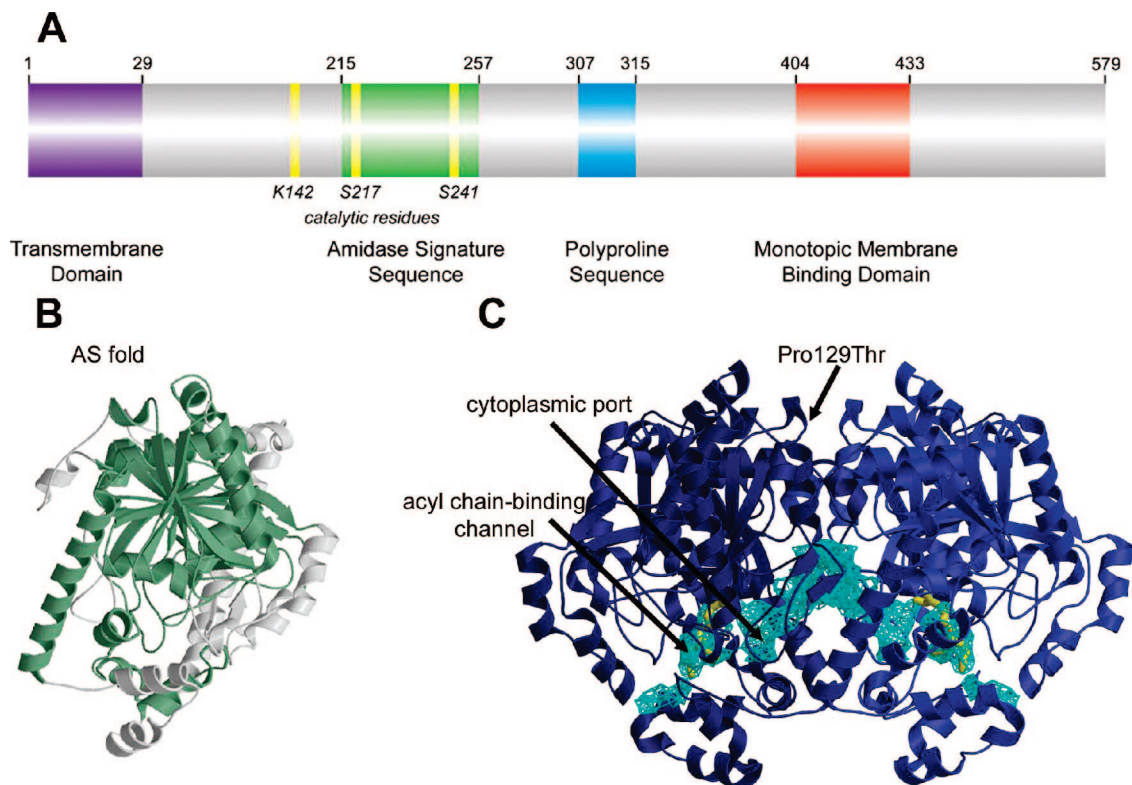 A
1 29 215 257 307 315 404 433 579
K142 S217 S241
catalytic residues
Transmembrane
Domain
Amidase Signature
Sequence
Polyproline
Sequence
Monotopic Membrane
Binding Domain
B
AS fold
C
Pro129Thr
cytoplasmic port
acyl chain-binding
channel